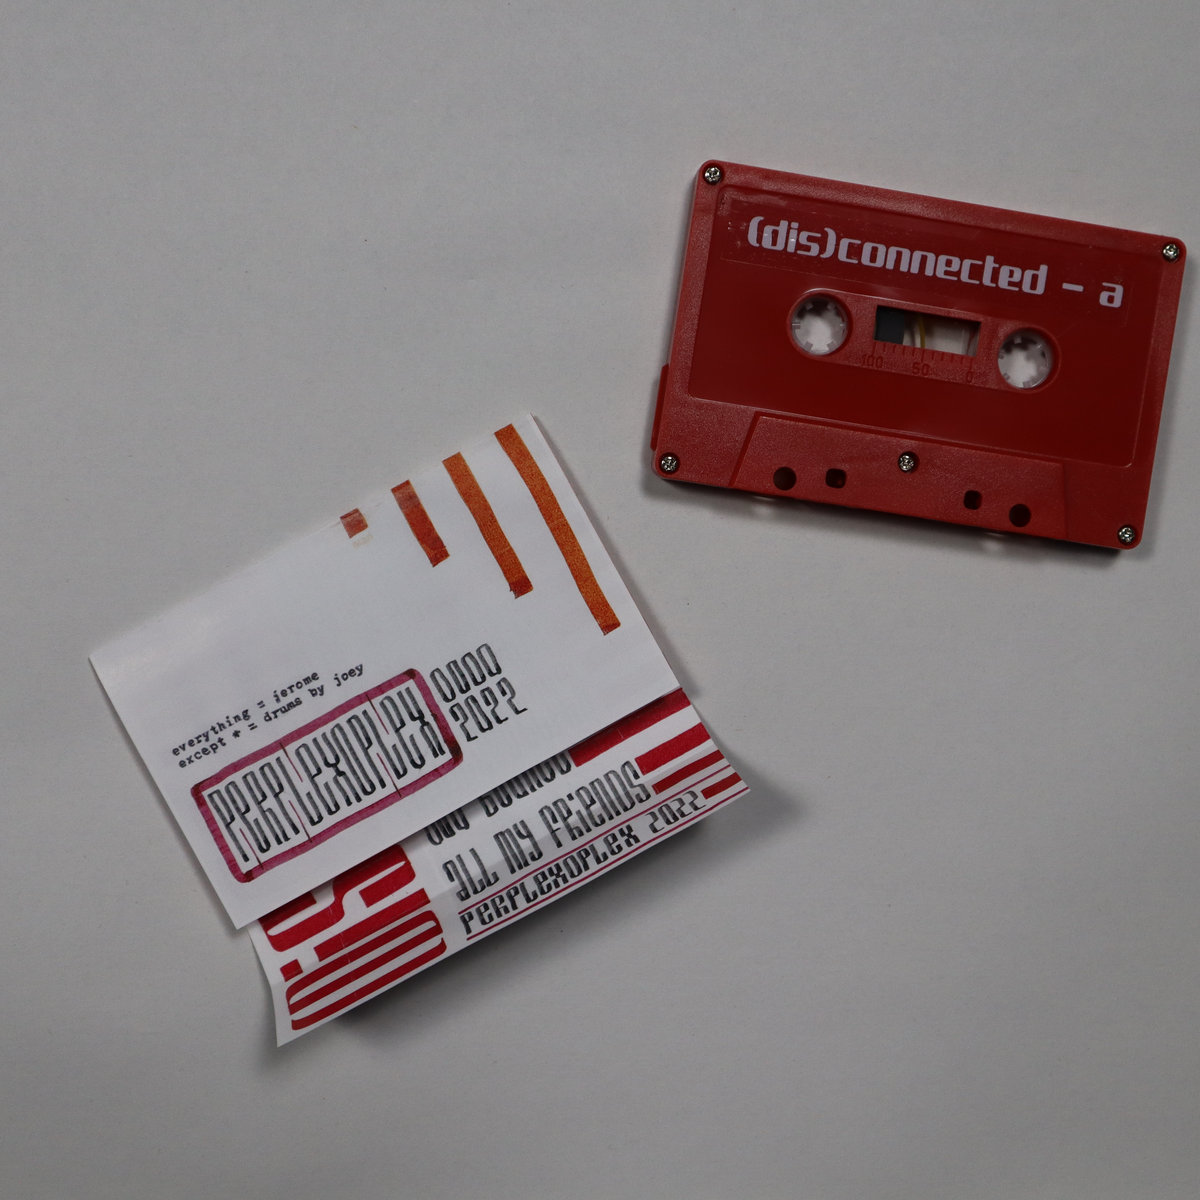 (dis)connected - a
100 50 0
everything = jerome
except * = drums by joey
PERPLEXOPLEX
0000
2022
ALL MY FRIENDS
PERPLEXOPLEX 2022